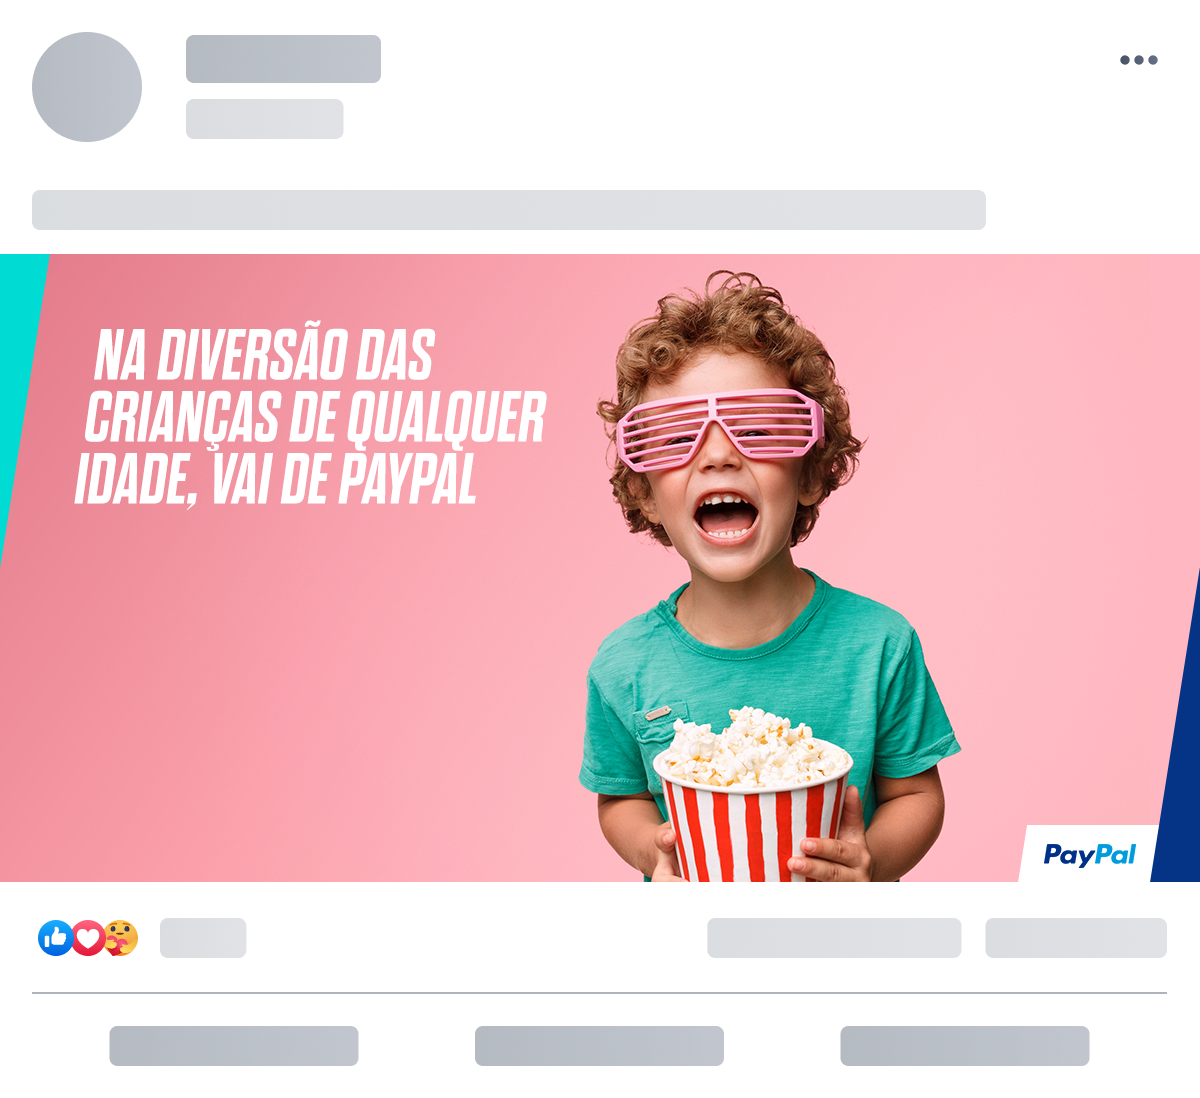 NA DIVERSÃO DAS
CRIANÇAS DE QUALQUER
IDADE, VAI DE PAYPAL
PayPal